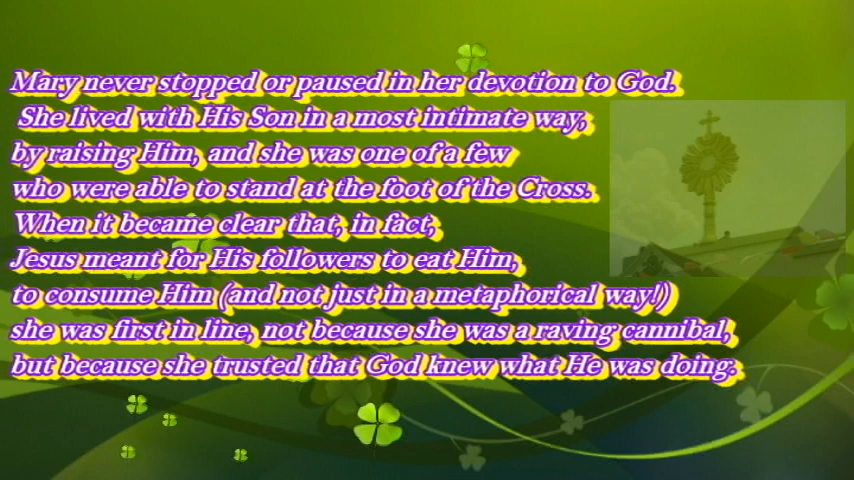 Mary never stopped or paused in her devotion to God.
She lived with His Son in a most intimate way,
by raising Him, and she was one of a few
who were able to stand at the foot of the Cross.
When it became clear that, in fact,
Jesus meant for His followers to eat Him,
to consume Him (and not just in a metaphorical way!)
she was first in line, not because she was a raving cannibal,
but because she trusted that God knew what He was doing.